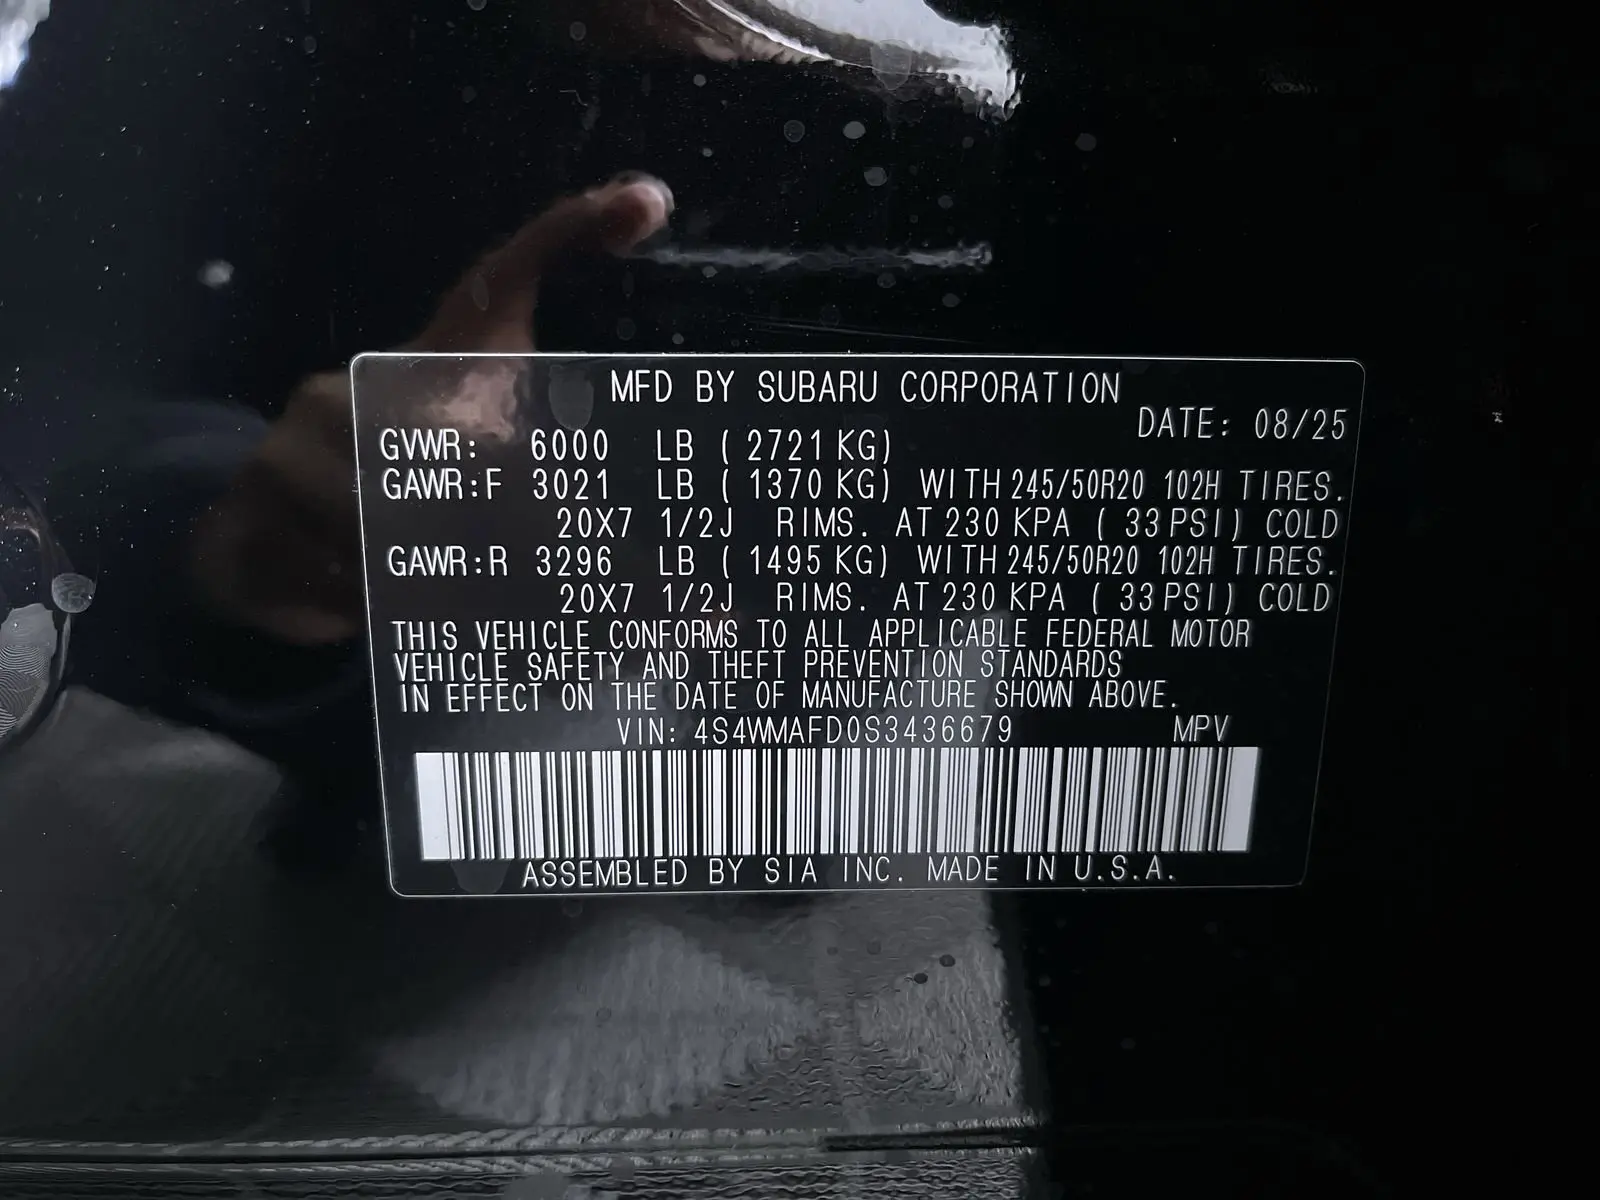 MFD BY SUBARU CORPORATION
DATE: 08/25
GVWR: 6000 LB ( 2721 KG)
GAWR:F 3021 LB ( 1370 KG) WITH 245/50R20 102H TIRES.
20X7 1/2J RIMS. AT 230 KPA ( 33 PSI) COLD
GAWR:R 3296 LB ( 1495 KG) WITH 245/50R20 102H TIRES.
20X7 1/2J RIMS. AT 230 KPA ( 33 PSI) COLD
THIS VEHICLE CONFORMS TO ALL APPLICABLE FEDERAL MOTOR
VEHICLE SAFETY AND THEFT PREVENTION STANDARDS
IN EFFECT ON THE DATE OF MANUFACTURE SHOWN ABOVE.
VIN: 4S4WMAFD0S3436679 MPV
ASSEMBLED BY SIA INC. MADE IN U.S.A.